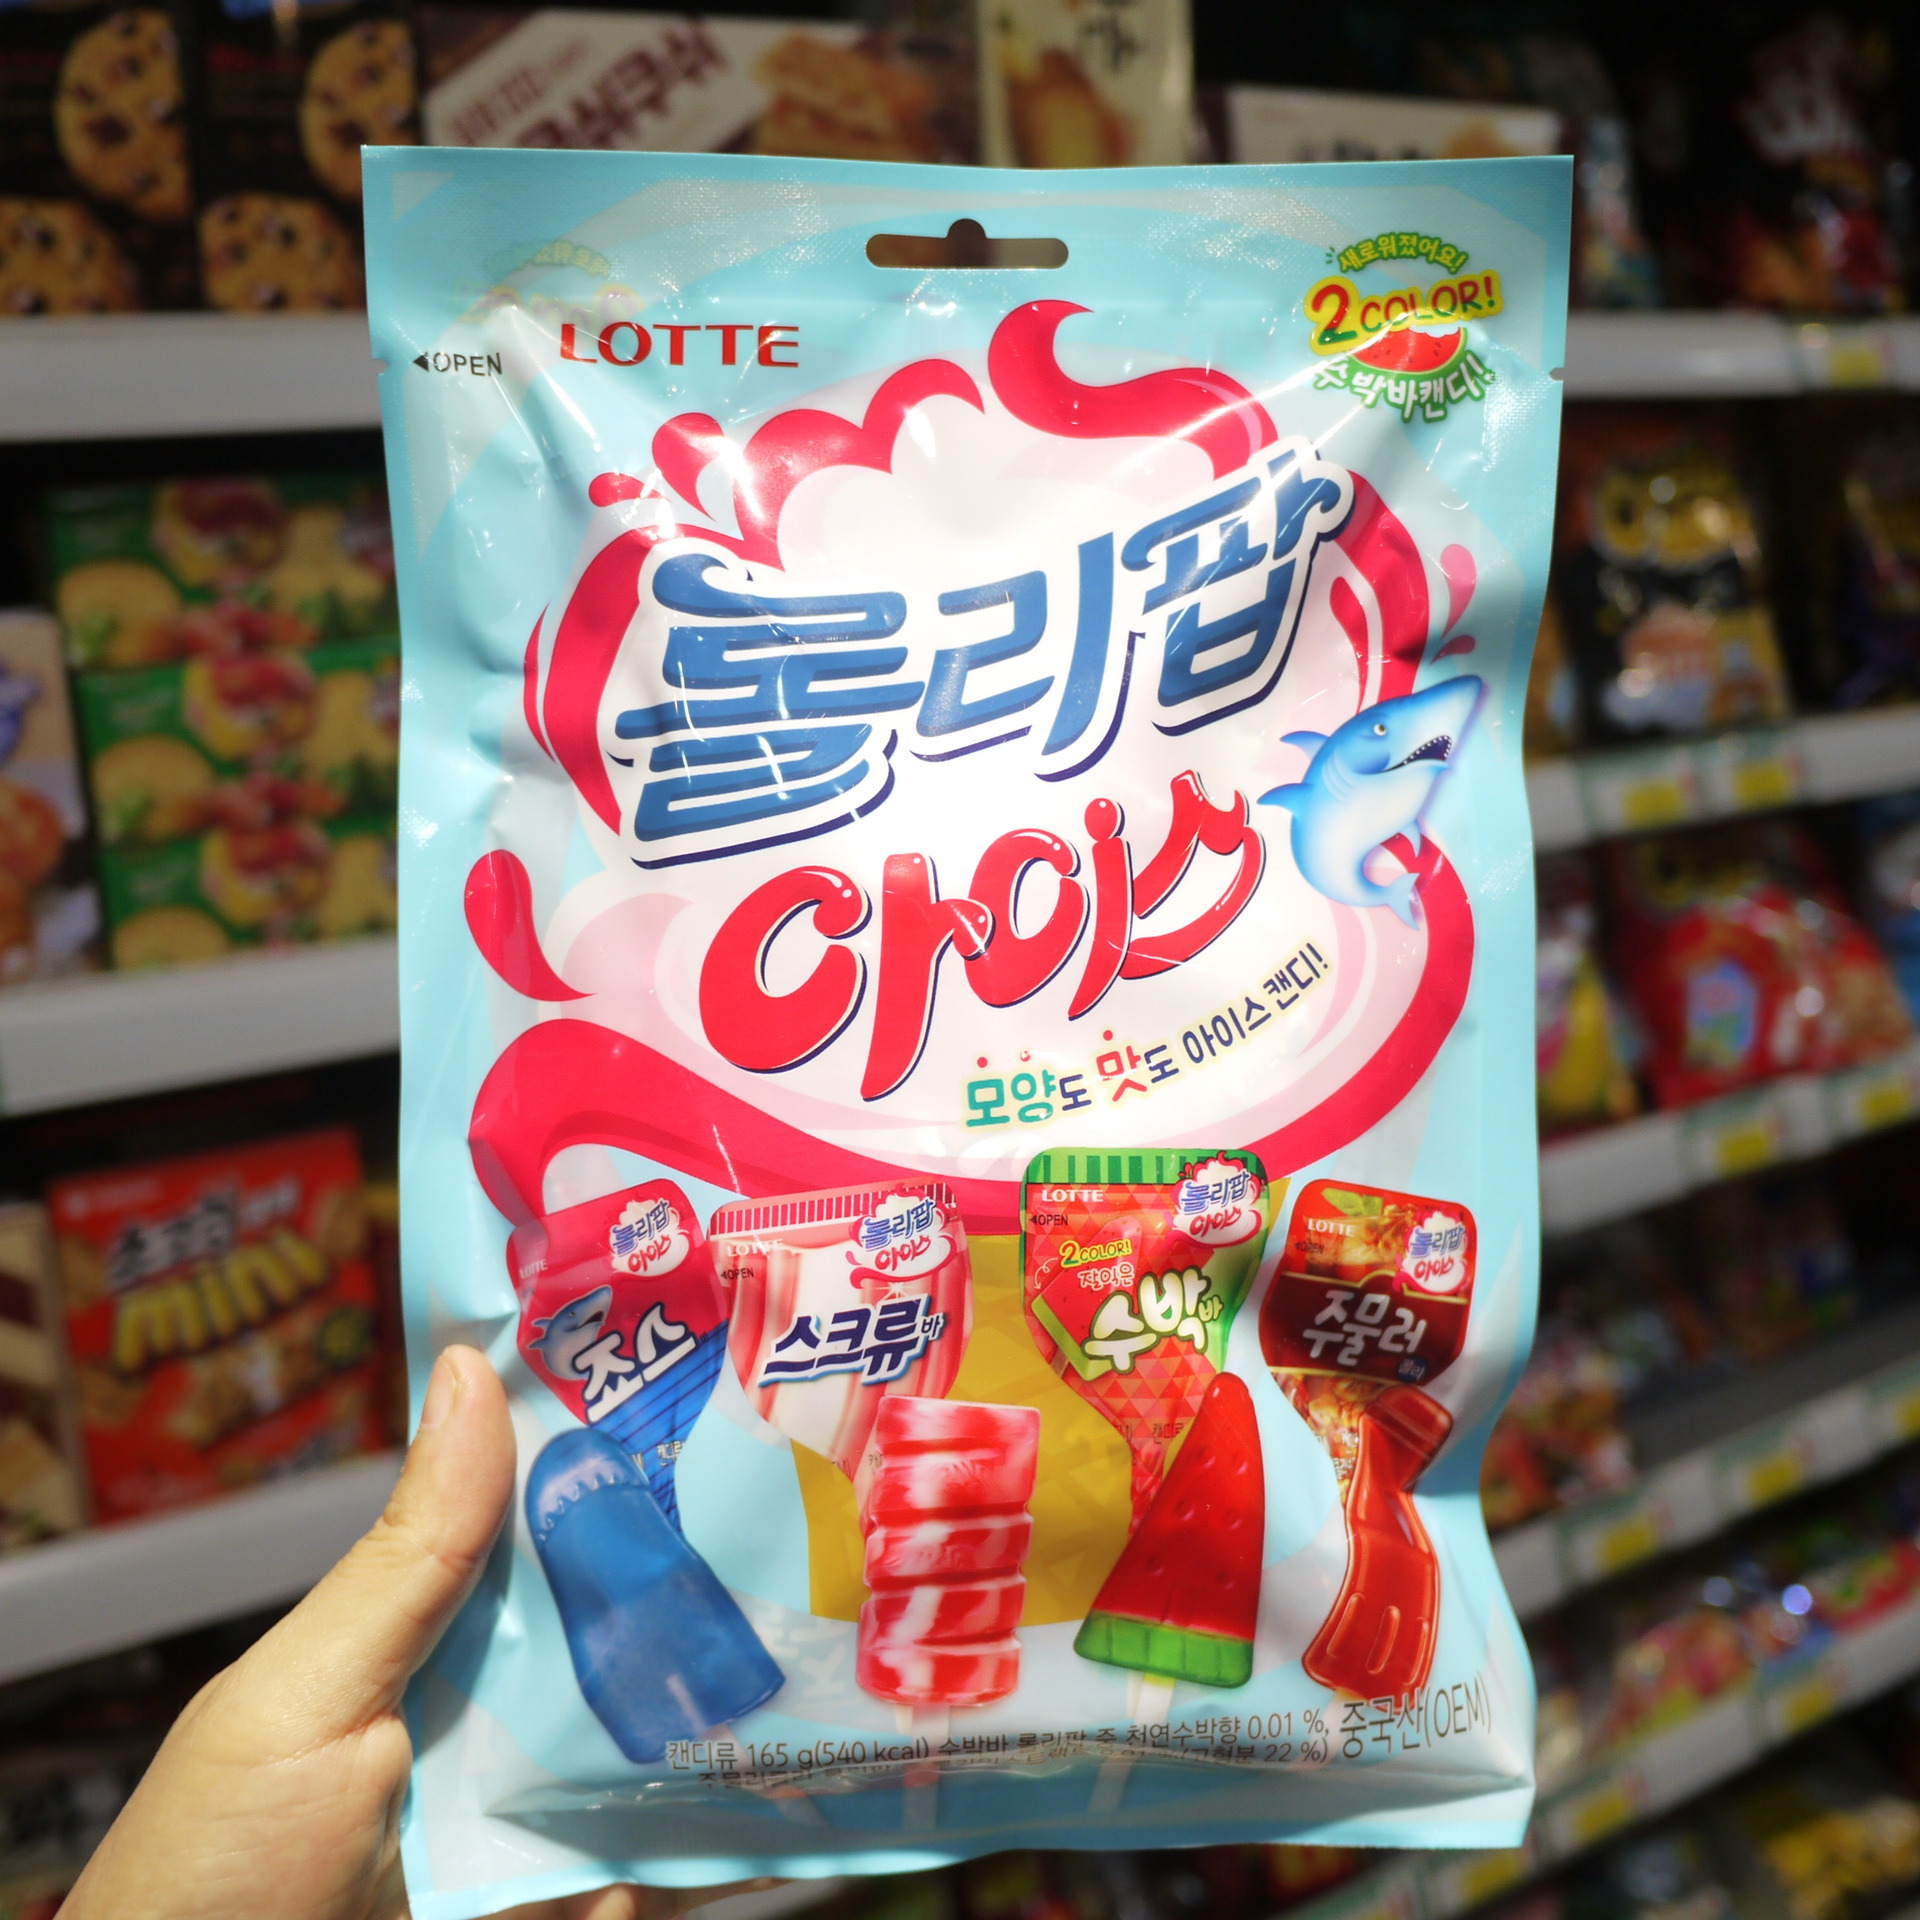 새로워졌어요!
2 COLOR!
수박바캔디!
LOTTE
◀OPEN
롤리팝
아이스
모양도 맛도 아이스 캔디!
LOTTE
롤리팝
아이스
죠스
LOTTE
◀OPEN
롤리팝
아이스
스크류바
LOTTE
◀OPEN
롤리팝
아이스
2 COLOR!
잘익은
수박바
LOTTE
◀OPEN
롤리팝
아이스
주물러
콜라
캔디류 165 g(540 kcal) 수박바 롤리팝 중 천연수박향 0.01 %, 중국산(OEM)
mini